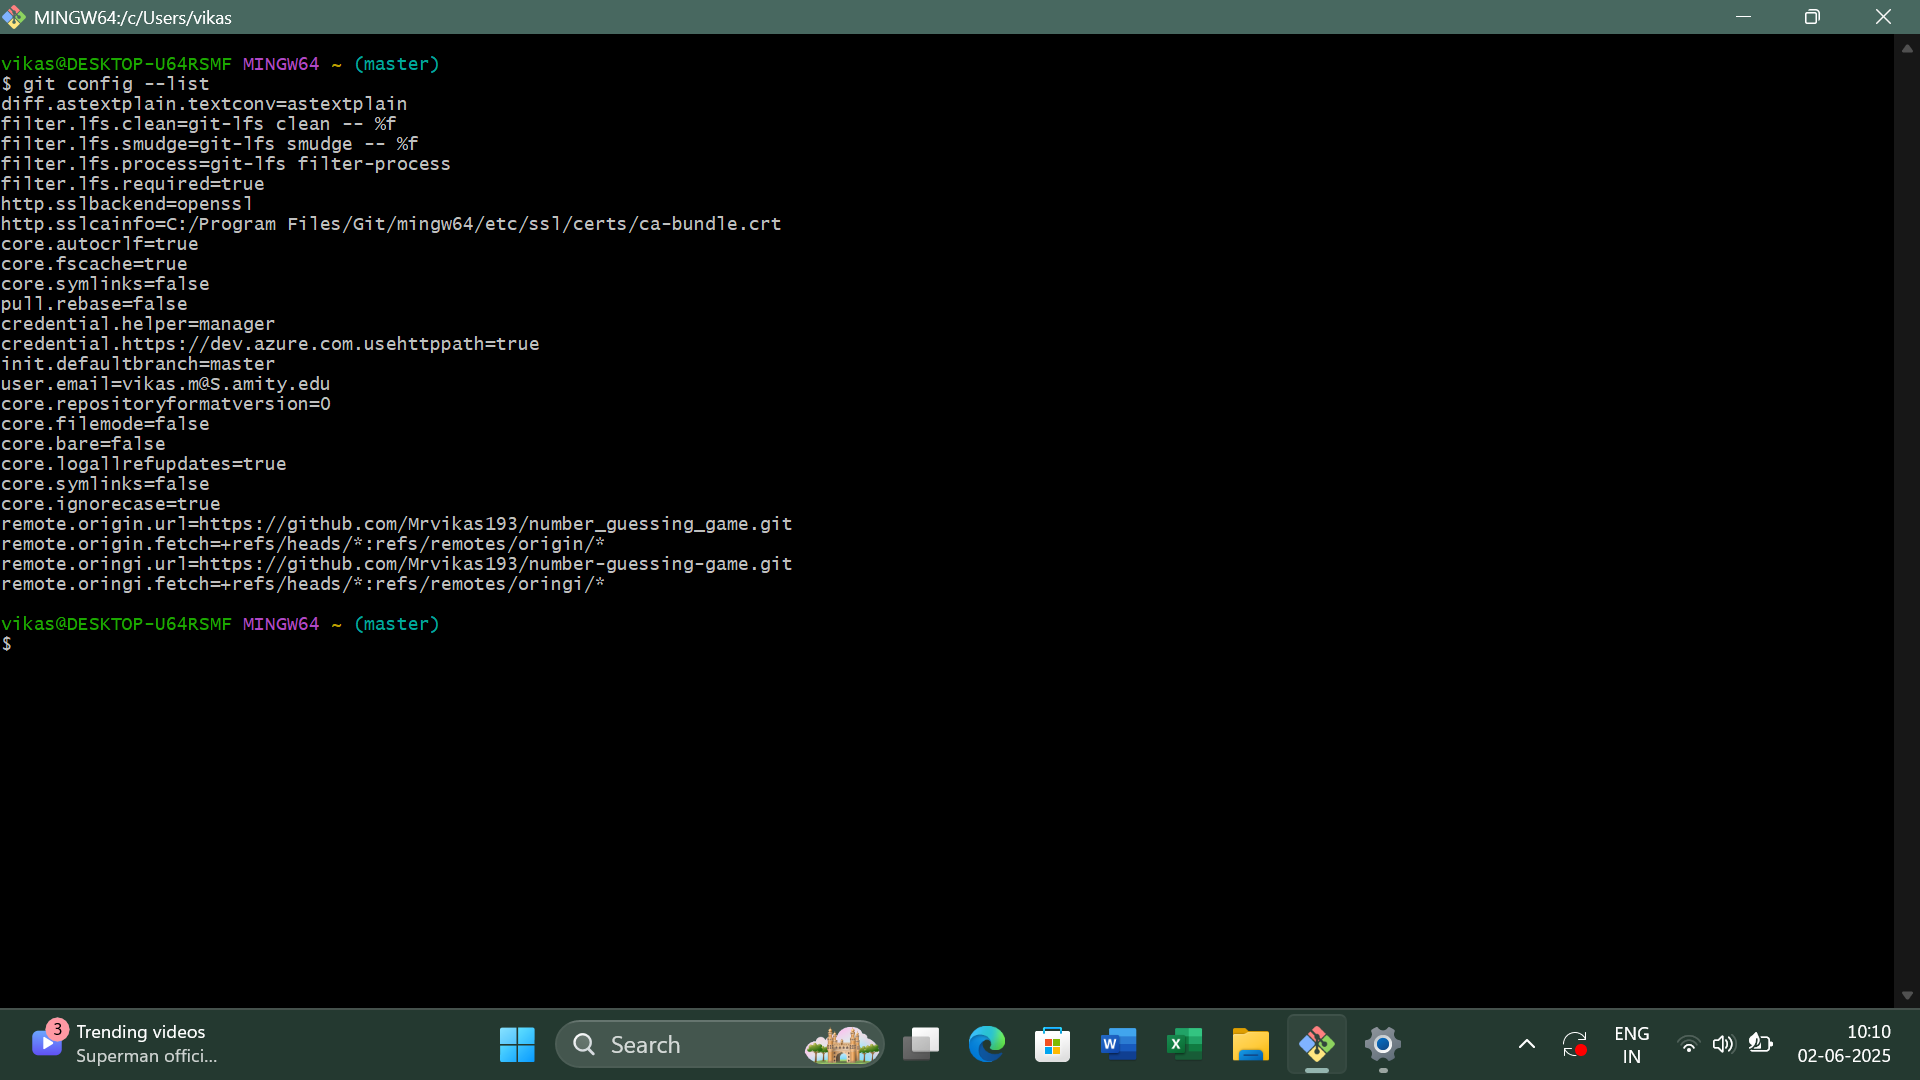 MINGW64:/c/Users/vikas
vikas@DESKTOP-U64RSMF MINGW64 ~ (master)
$ git config --list
diff.astextplain.textconv=astextplain
filter.lfs.clean=git-lfs clean -- %f
filter.lfs.smudge=git-lfs smudge -- %f
filter.lfs.process=git-lfs filter-process
filter.lfs.required=true
http.sslbackend=openssl
http.sslcainfo=C:/Program Files/Git/mingw64/etc/ssl/certs/ca-bundle.crt
core.autocrlf=true
core.fscache=true
core.symlinks=false
pull.rebase=false
credential.helper=manager
credential.https://dev.azure.com.usehttppath=true
init.defaultbranch=master
user.email=vikas.m@S.amity.edu
core.repositoryformatversion=0
core.filemode=false
core.bare=false
core.logallrefupdates=true
core.symlinks=false
core.ignorecase=true
remote.origin.url=https://github.com/Mrvikas193/number_guessing_game.git
remote.origin.fetch=+refs/heads/*:refs/remotes/origin/*
remote.oringi.url=https://github.com/Mrvikas193/number-guessing-game.git
remote.oringi.fetch=+refs/heads/*:refs/remotes/oringi/*
vikas@DESKTOP-U64RSMF MINGW64 ~ (master)
$
3
Trending videos
Superman offici...
Search
W
X
ENG
IN
10:10
02-06-2025